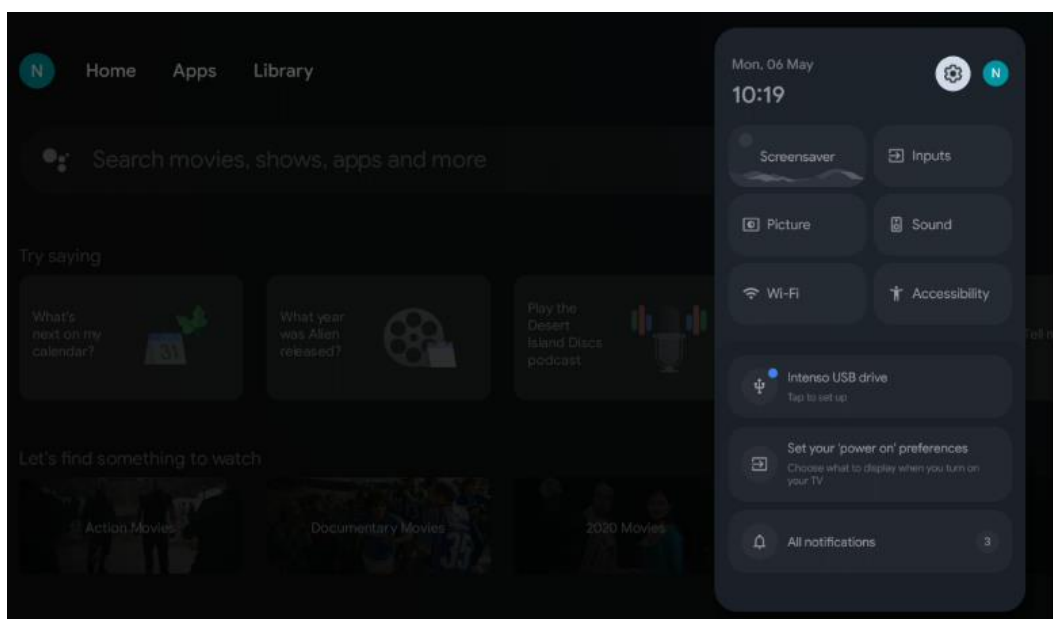 N
Home
Apps
Library
Search movies, shows, apps and more
Try saying
What's
next on my
calendar?
31
What year
was Alien
released?
Play the
Desert
Island Discs
podcast
Tell m
Let's find something to watch
Action Movies
Documentary Movies
35
2020 Movies
Mon, 06 May
10:19
N
Screensaver
Inputs
Picture
Sound
Wi-Fi
Accessibility
Intenso USB drive
Tap to set up
Set your 'power on' preferences
Choose what to display when you turn on
your TV
All notifications
3